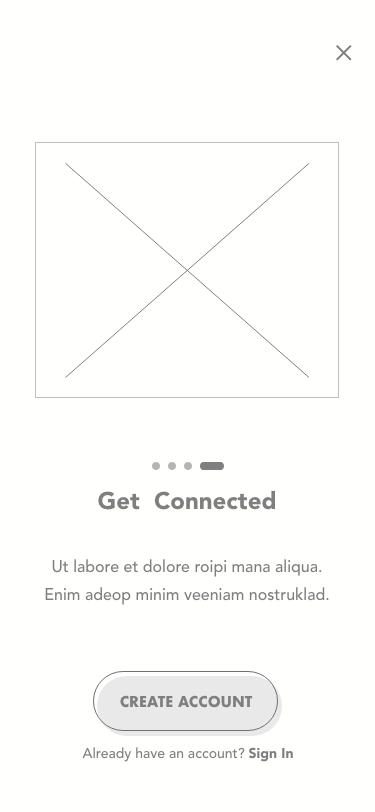 Get Connected
Ut labore et dolore roipi mana aliqua.
Enim adeop minim veeniam nostruklad.
CREATE ACCOUNT
Already have an account? Sign In